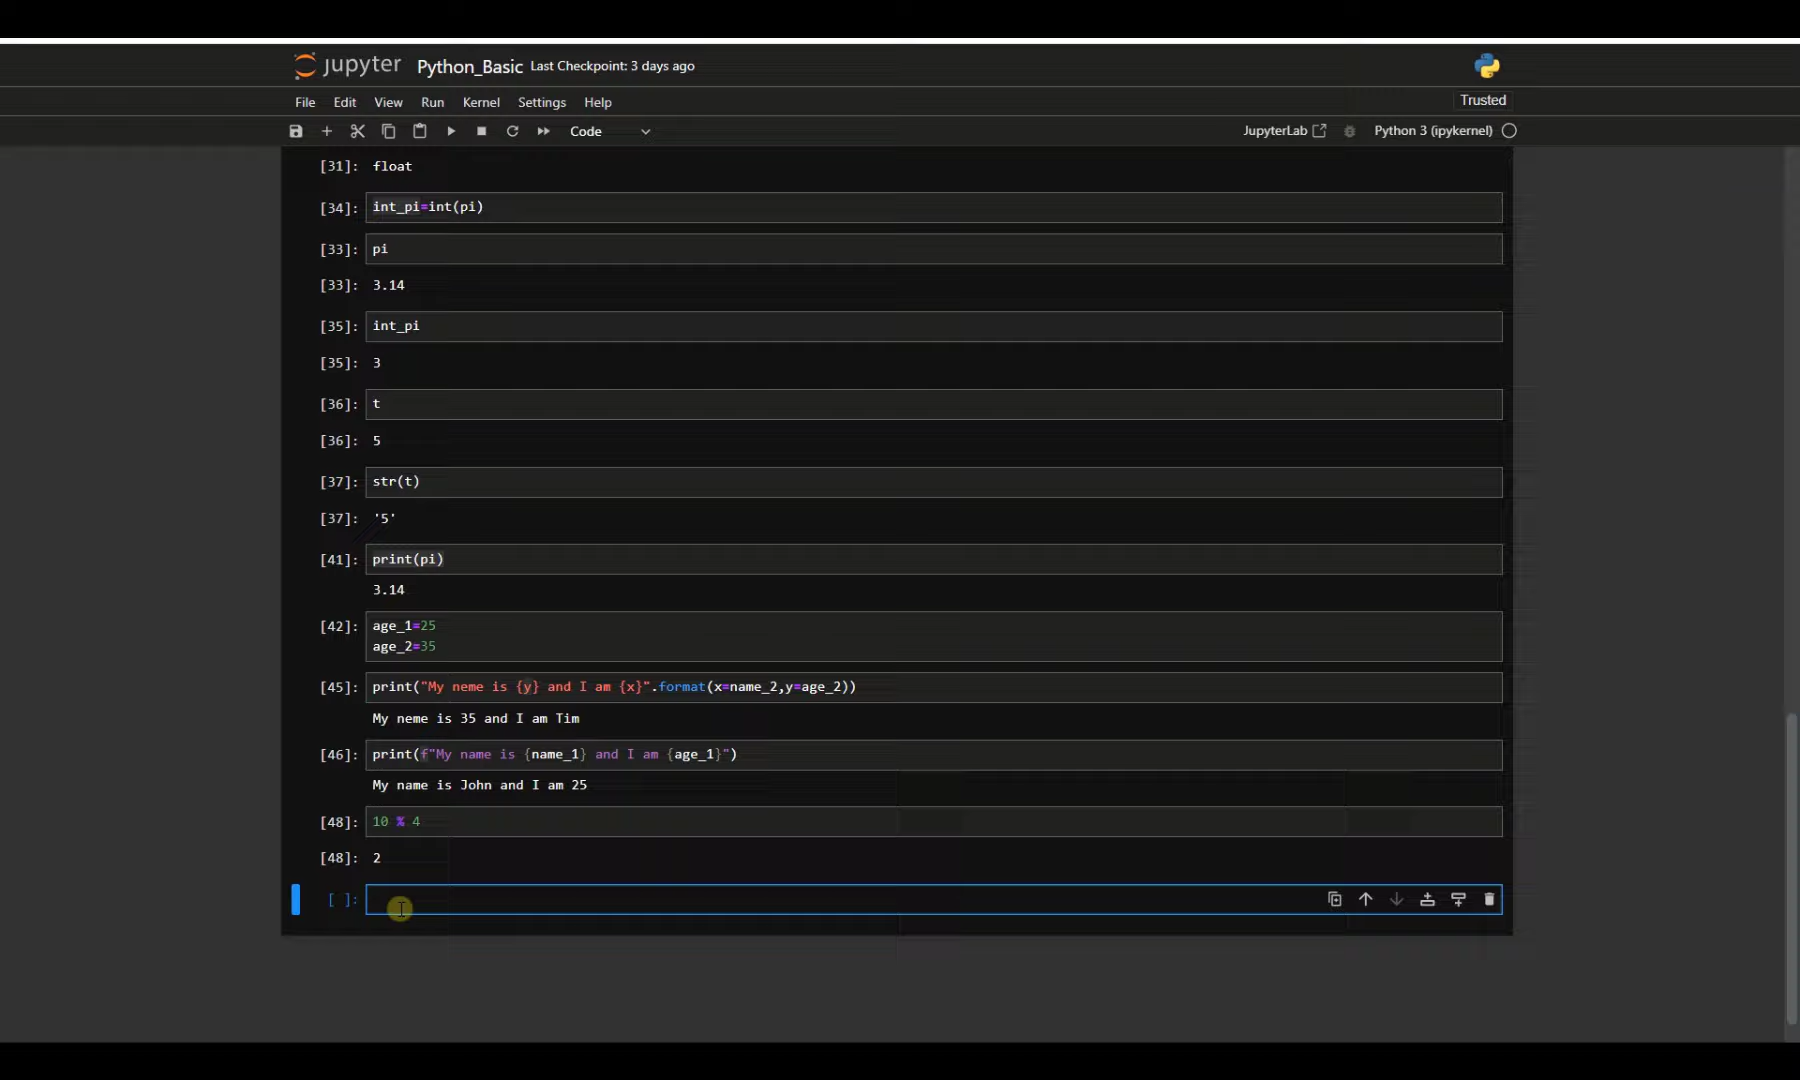 jupyter Python_Basic Last Checkpoint: 3 days ago
File Edit View Run Kernel Settings Help
Trusted
Code
JupyterLab
Python 3 (ipykernel)
[31]: float
[34]: int_pi=int(pi)
[33]: pi
[33]: 3.14
[35]: int_pi
[35]: 3
[36]: t
[36]: 5
[37]: str(t)
[37]: '5'
[41]: print(pi)
3.14
[42]: age_1=25
age_2=35
[45]: print("My neme is {y} and I am {x}".format(x=name_2,y=age_2))
My neme is 35 and I am Tim
[46]: print(f"My name is {name_1} and I am {age_1}")
My name is John and I am 25
[48]: 10 % 4
[48]: 2
[ ]: